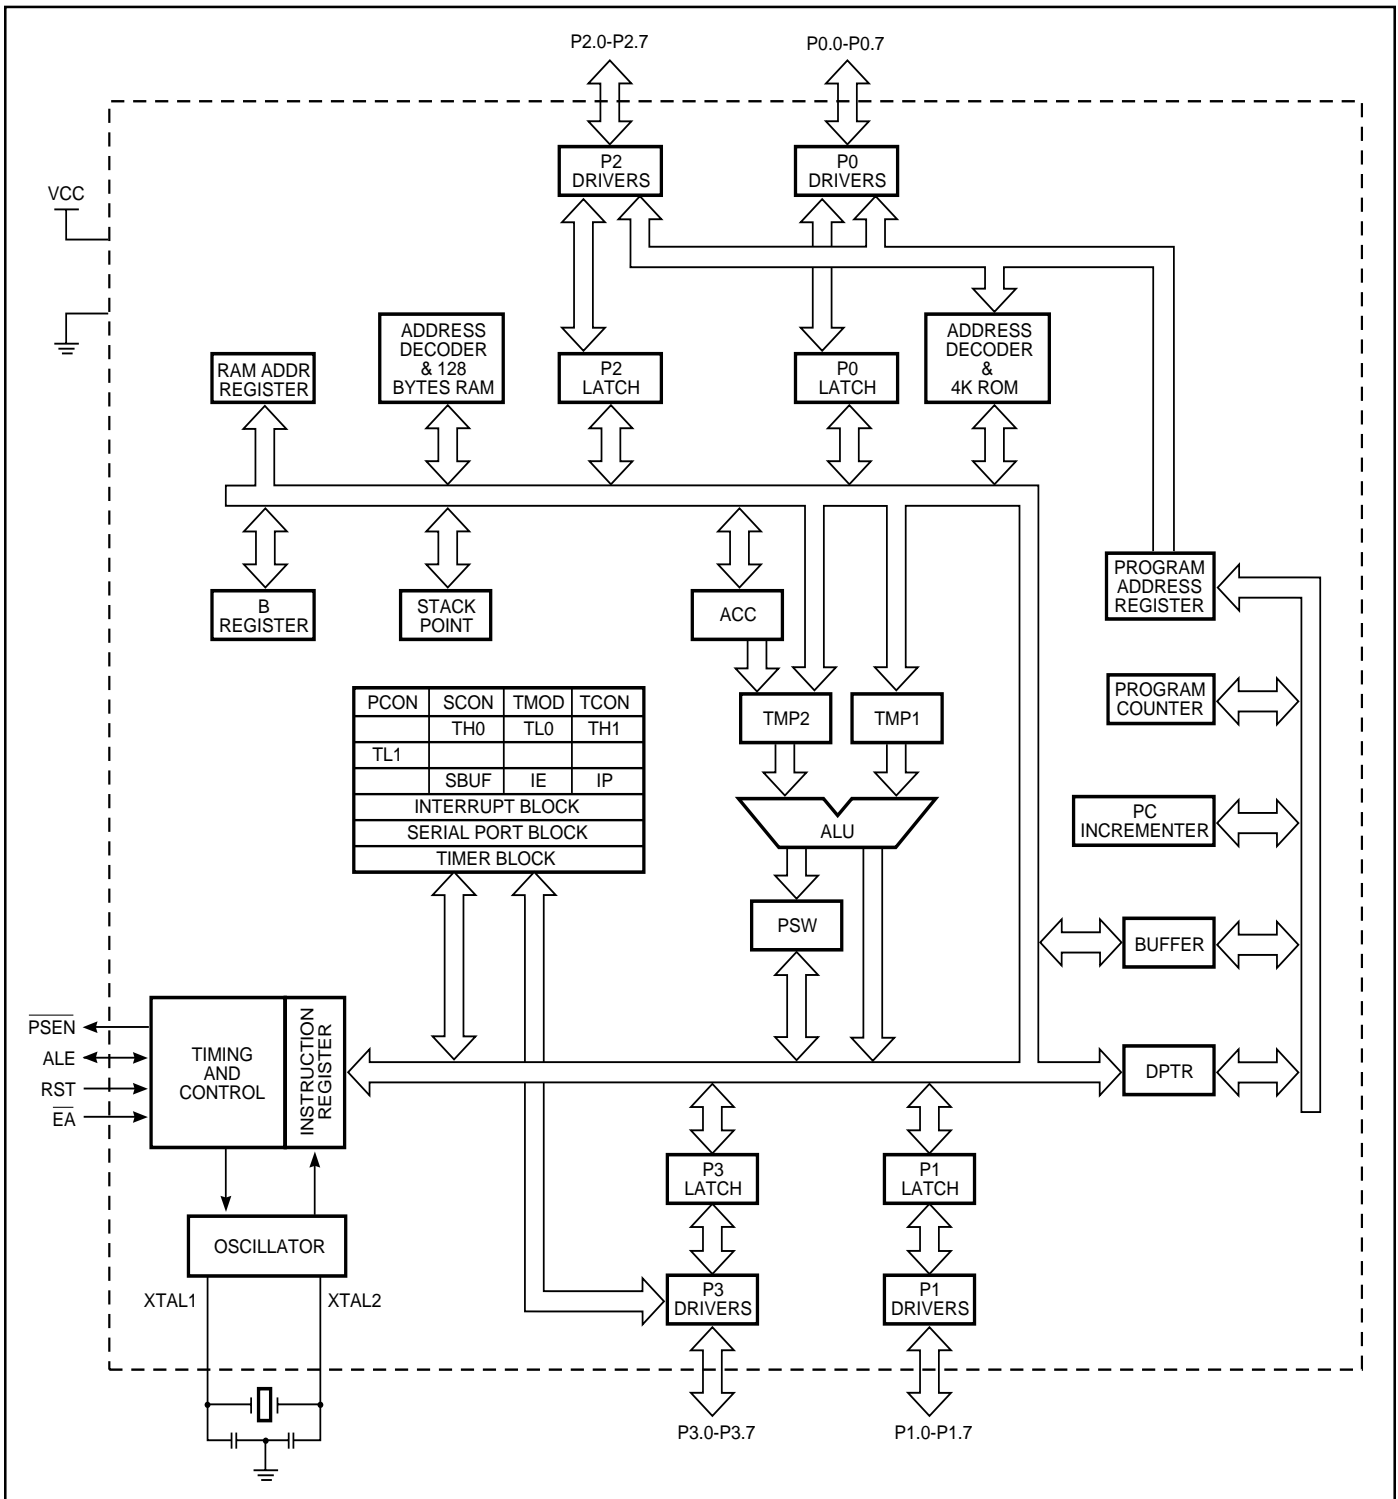 P2.0-P2.7
P0.0-P0.7
P2
DRIVERS
P0
DRIVERS
VCC
RAM ADDR
REGISTER
ADDRESS
DECODER
& 128
BYTES RAM
P2
LATCH
P0
LATCH
ADDRESS
DECODER
&
4K ROM
B
REGISTER
STACK
POINT
ACC
PROGRAM
ADDRESS
REGISTER
PCON SCON TMOD TCON
TH0 TL0 TH1
TL1
SBUF IE IP
INTERRUPT BLOCK
SERIAL PORT BLOCK
TIMER BLOCK
TMP2
TMP1
PROGRAM
COUNTER
ALU
PC
INCREMENTER
PSW
BUFFER
PSEN
ALE
RST
EA
TIMING
AND
CONTROL
INSTRUCTION
REGISTER
DPTR
P3
LATCH
P1
LATCH
OSCILLATOR
XTAL1
XTAL2
P3
DRIVERS
P1
DRIVERS
P3.0-P3.7
P1.0-P1.7